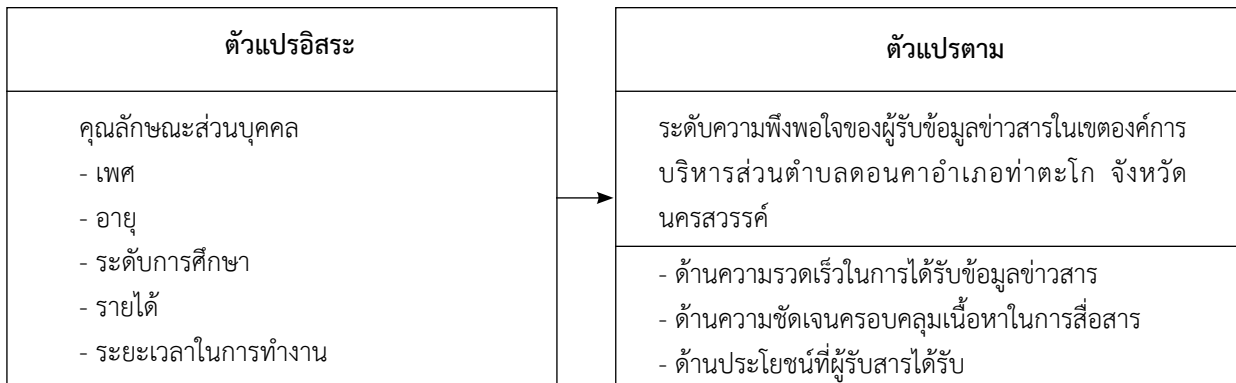 ตัวแปรอิสระ
คุณลักษณะส่วนบุคคล
- เพศ
- อายุ
- ระดับการศึกษา
- รายได้
- ระยะเวลาในการทำงาน
ตัวแปรตาม
ระดับความพึงพอใจของผู้รับข้อมูลข่าวสารในเขตองค์การ
บริหารส่วนตำบลดอนคาอำเภอท่าตะโก จังหวัด
นครสวรรค์
- ด้านความรวดเร็วในการได้รับข้อมูลข่าวสาร
- ด้านความชัดเจนครอบคลุมเนื้อหาในการสื่อสาร
- ด้านประโยชน์ที่ผู้รับสารได้รับ